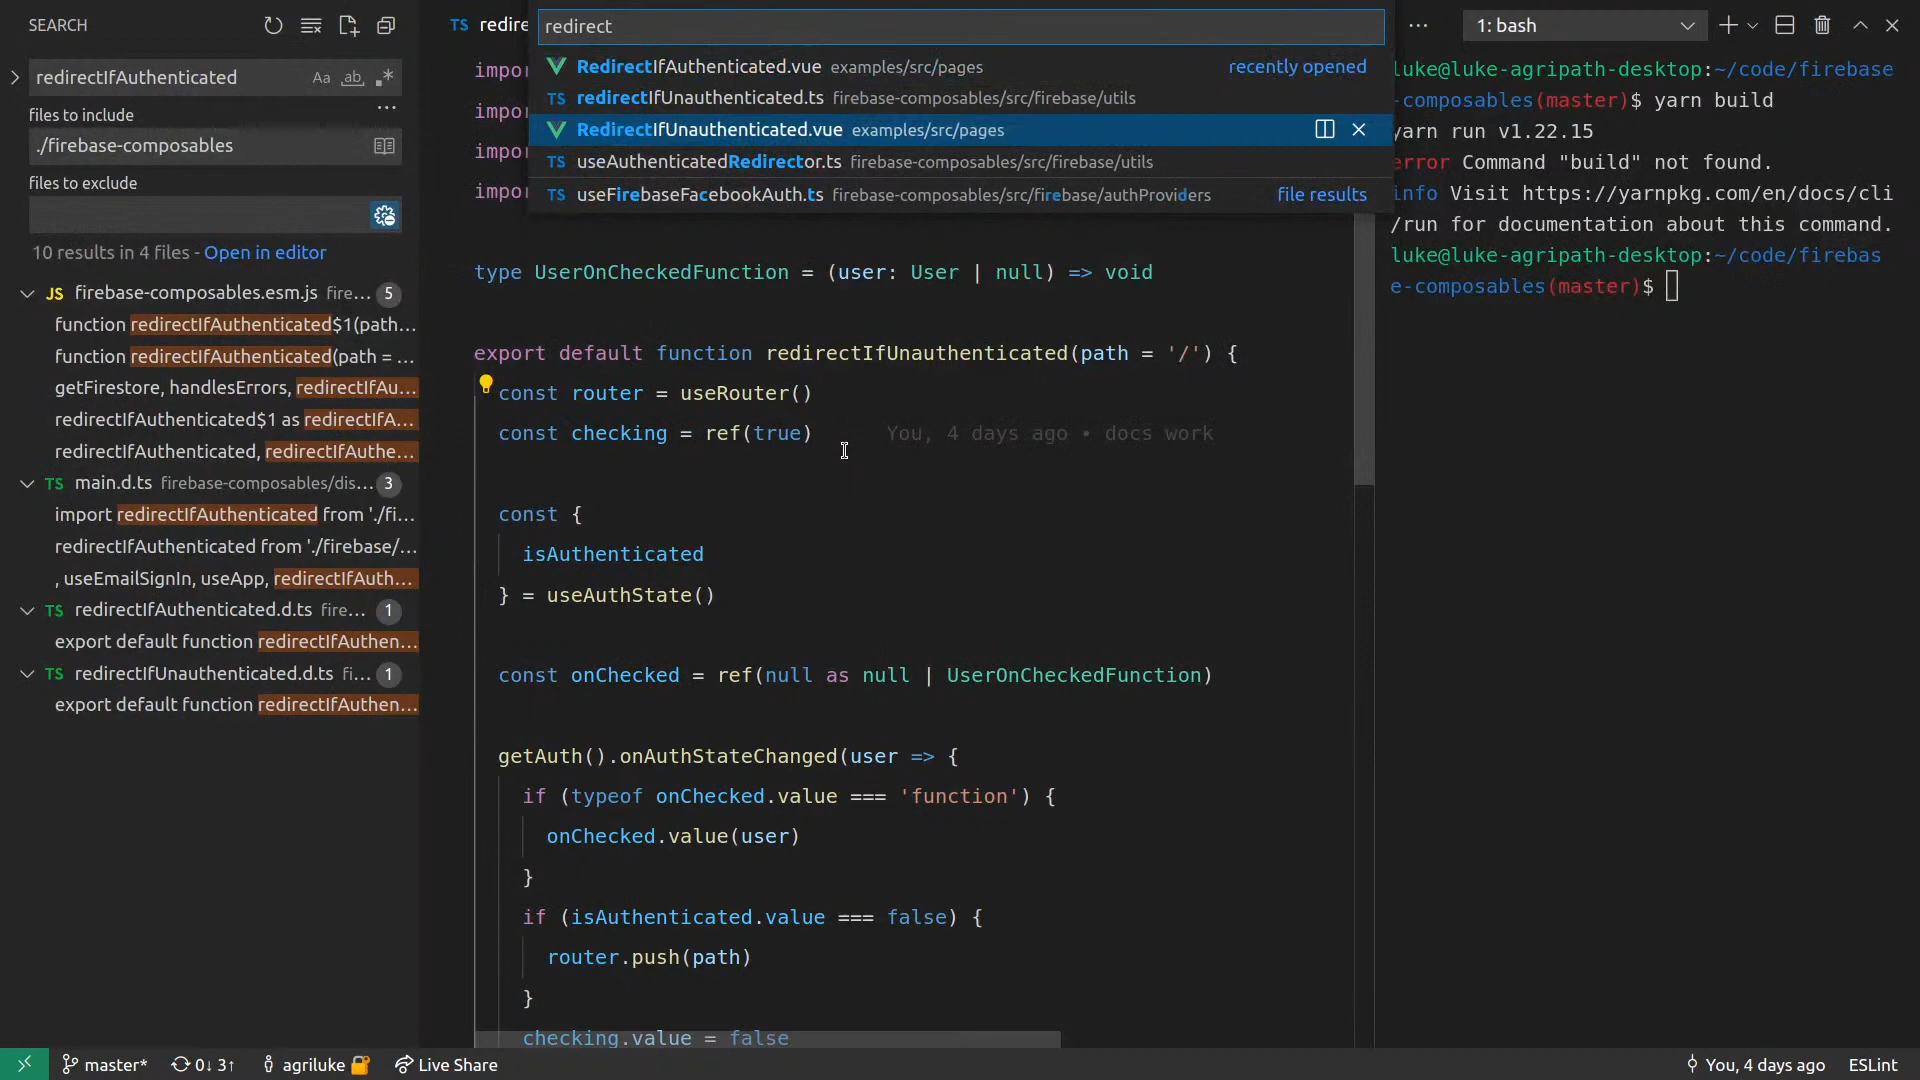 SEARCH
redirectIfAuthenticated
Aa
ab
files to include
./firebase-composables
files to exclude
10 results in 4 files - Open in editor
JS firebase-composables.esm.js fire... 5
function redirectIfAuthenticated$1(path...
function redirectIfAuthenticated(path = ...
getFirestore, handlesErrors, redirectIfAu...
redirectIfAuthenticated$1 as redirectIfA...
redirectIfAuthenticated, redirectIfAuthe...
TS main.d.ts firebase-composables/dis... 3
import redirectIfAuthenticated from './fi...
redirectIfAuthenticated from './firebase/...
, useEmailSignIn, useApp, redirectIfAuth...
TS redirectIfAuthenticated.d.ts fire... 1
export default function redirectIfAuthen...
TS redirectIfUnauthenticated.d.ts fi... 1
export default function redirectIfAuthen...
TS redire
redirect
RedirectIfAuthenticated.vue examples/src/pages recently opened
TS redirectIfUnauthenticated.ts firebase-composables/src/firebase/utils
RedirectIfUnauthenticated.vue examples/src/pages
TS useAuthenticatedRedirector.ts firebase-composables/src/firebase/utils
TS useFirebaseFacebookAuth.ts firebase-composables/src/firebase/authProviders file results
impor
impor
impor
impor
type UserOnCheckedFunction = (user: User | null) => void
export default function redirectIfUnauthenticated(path = '/') {
const router = useRouter()
const checking = ref(true) You, 4 days ago • docs work
const {
isAuthenticated
} = useAuthState()
const onChecked = ref(null as null | UserOnCheckedFunction)
getAuth().onAuthStateChanged(user => {
if (typeof onChecked.value === 'function') {
onChecked.value(user)
}
if (isAuthenticated.value === false) {
router.push(path)
}
checking.value = false
1: bash
luke@luke-agripath-desktop:~/code/firebase
-composables(master)$ yarn build
yarn run v1.22.15
error Command "build" not found.
info Visit https://yarnpkg.com/en/docs/cli
/run for documentation about this command.
luke@luke-agripath-desktop:~/code/firebas
e-composables(master)$
master* 0↓ 3↑ agriluke Live Share
You, 4 days ago ESLint